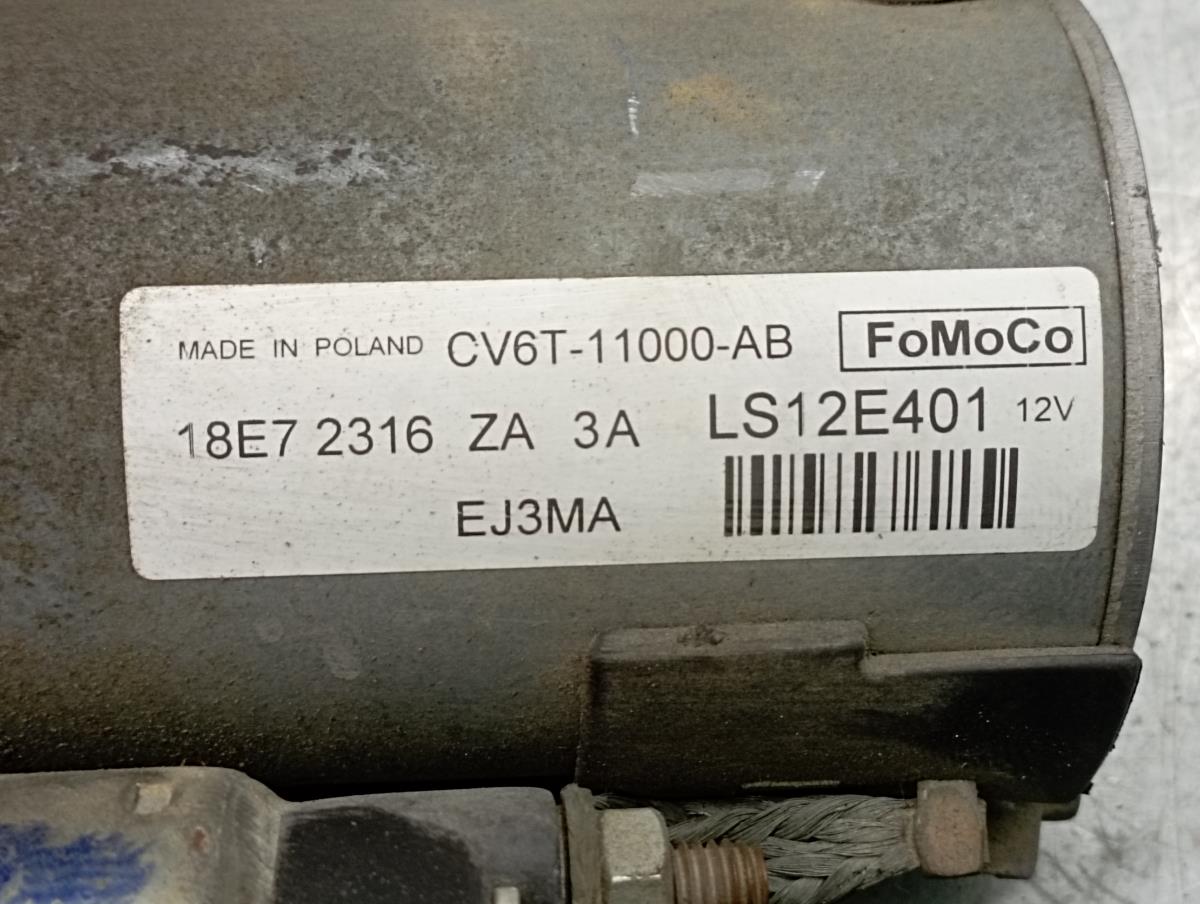 MADE IN POLAND CV6T-11000-AB FoMoCo
18E7 2316 ZA 3A LS12E401 12V
EJ3MA